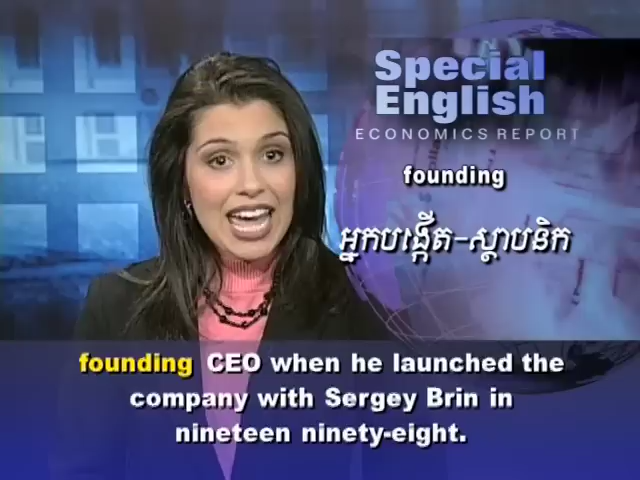 Special
English
ECONOMICS REPORT
founding
អ្នកបង្កើត-ស្ថាបនិក
founding CEO when he launched the
company with Sergey Brin in
nineteen ninety-eight.